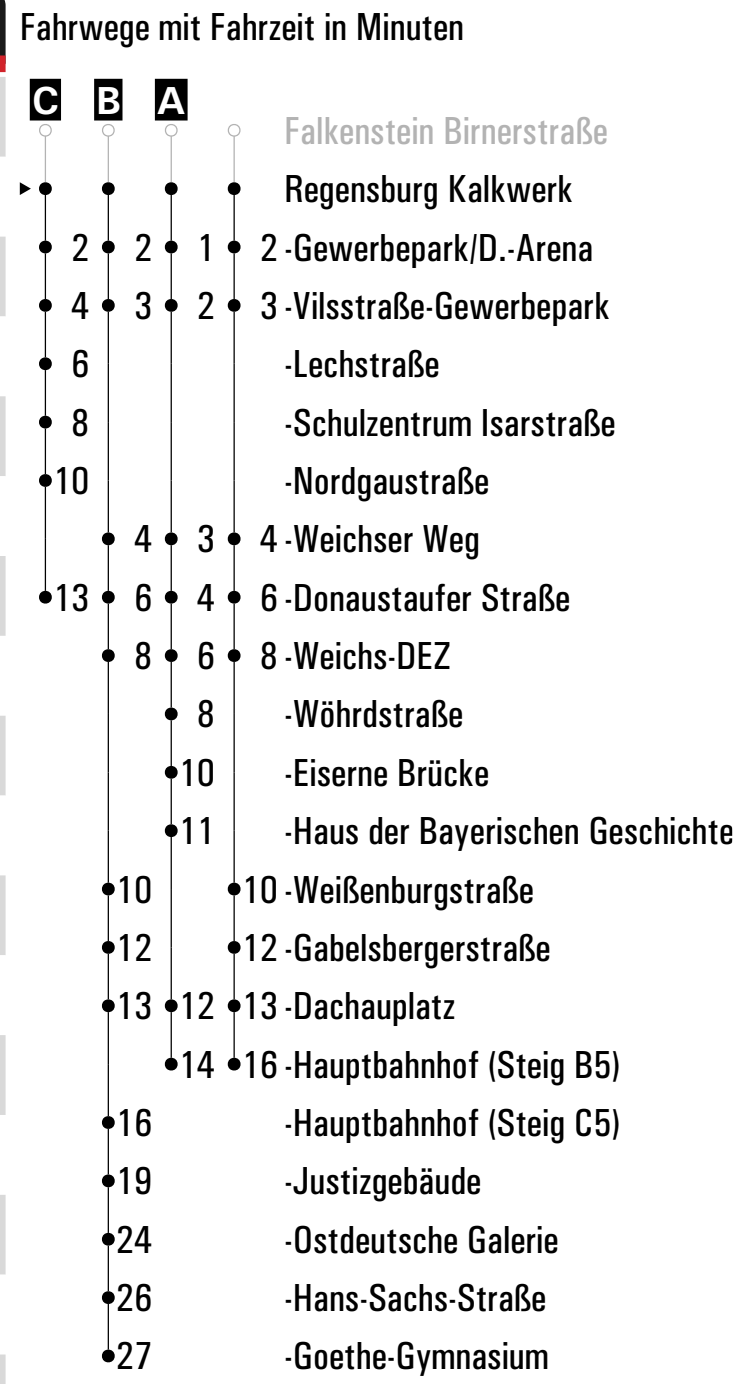 Fahrwege mit Fahrzeit in Minuten
C B A
Falkenstein Birnerstraße
Regensburg Kalkwerk
2 2 1 2 -Gewerbepark/D.-Arena
4 3 2 3 -Vilsstraße-Gewerbepark
6 -Lechstraße
8 -Schulzentrum Isarstraße
10 -Nordgaustraße
4 3 4 -Weichser Weg
13 6 4 6 -Donaustaufer Straße
8 6 8 -Weichs-DEZ
8 -Wöhrdstraße
10 -Eiserne Brücke
11 -Haus der Bayerischen Geschichte
10 10 -Weißenburgstraße
12 12 -Gabelsbergerstraße
13 12 13 -Dachauplatz
14 16 -Hauptbahnhof (Steig B5)
16 -Hauptbahnhof (Steig C5)
19 -Justizgebäude
24 -Ostdeutsche Galerie
26 -Hans-Sachs-Straße
27 -Goethe-Gymnasium